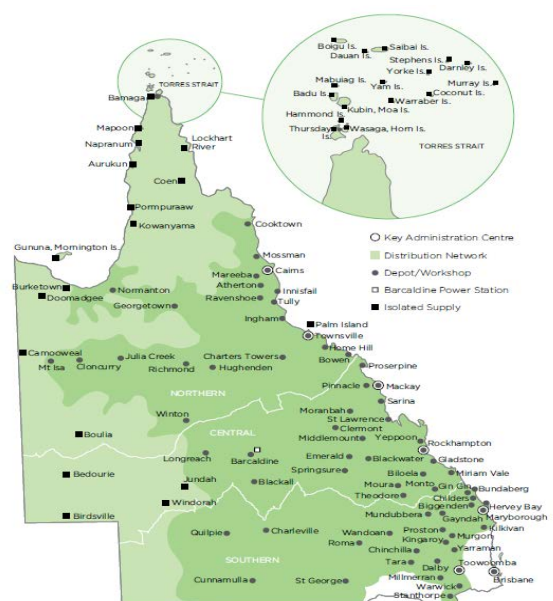 Boigu Is.
Saibai Is.
Dauan Is.
Stephens Is.
Darnley Is.
Yorke Is.
Mabuiag Is.
Yam Is.
Murray Is.
Badu Is.
Coconut Is.
Warraber Is.
Kubin, Moa Is.
Hammond Is.
Thursday Is.
Wasaga, Horn Is.
TORRES STRAIT
TORRES STRAIT
Bamaga
Mapoon
Napranum
Lockhart
River
Aurukun
Coen
Pormpuraaw
Kowanyama
Cooktown
Gununa, Mornington Is.
Mossman
Cairns
Mareeba
Atherton
Burketown
Doomadgee
Normanton
Innisfail
Ravenshoe
Tully
Georgetown
Ingham
Key Administration Centre
Distribution Network
Depot/Workshop
Barcaldine Power Station
Isolated Supply
Palm Island
Townsville
Home Hill
Camooweal
Julia Creek
Charters Towers
Bowen
Mt Isa
Cloncurry
Richmond
Hughenden
Proserpine
Pinnacle
Mackay
NORTHERN
Sarina
Winton
Moranbah
St Lawrence
Clermont
CENTRAL
Boulia
Middlemount
Yeppoon
Rockhampton
Longreach
Barcaldine
Emerald
Blackwater
Gladstone
Bedourie
Springsure
Biloela
Miriam Vale
Jundah
Blackall
Moura
Monto
Gin Gin
Bundaberg
Theodore
Childers
Windorah
Biggenden
Hervey Bay
Birdsville
Mundubbera
Gayndah
Maryborough
Kilkivan
Quilpie
Charleville
Wandoan
Proston
Murgon
Roma
Kingaroy
Chinchilla
Yarraman
SOUTHERN
Tara
Dalby
Toowoomba
Cunnamulla
St George
Millmerran
Brisbane
Warwick
Stanthorpe